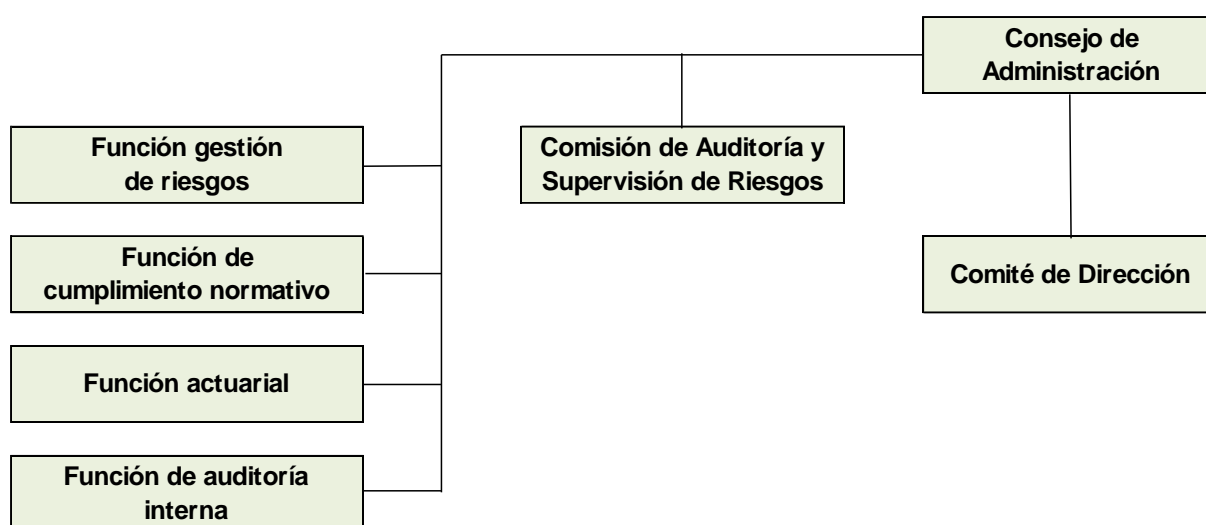 Consejo de
Administración
Función gestión
de riesgos
Comisión de Auditoría y
Supervisión de Riesgos
Función de
cumplimiento normativo
Comité de Dirección
Función actuarial
Función de auditoría
interna